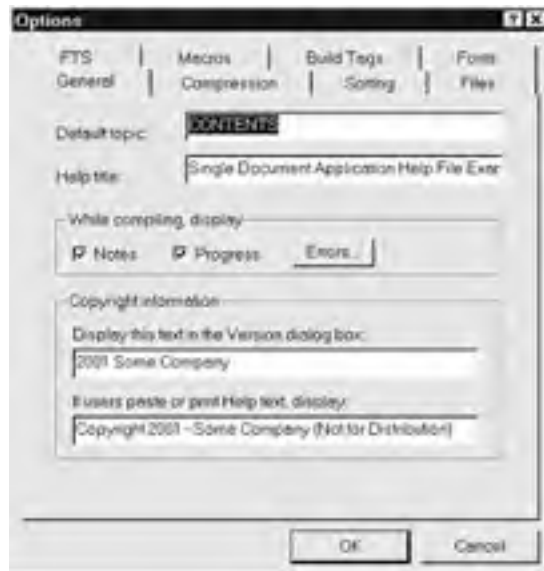 Options
FTS Macros Build Tags Font
General Compression Sorting Files
Default topic: CONTENTS
Help title: Single Document Application Help File Exar
While compiling, display
Notes Progress Errors...
Copyright information
Display this text in the Version dialog box:
2001 Some Company
If users paste or print Help text, display:
Copyright 2001 - Some Company (Not for Distribution)
OK Cancel